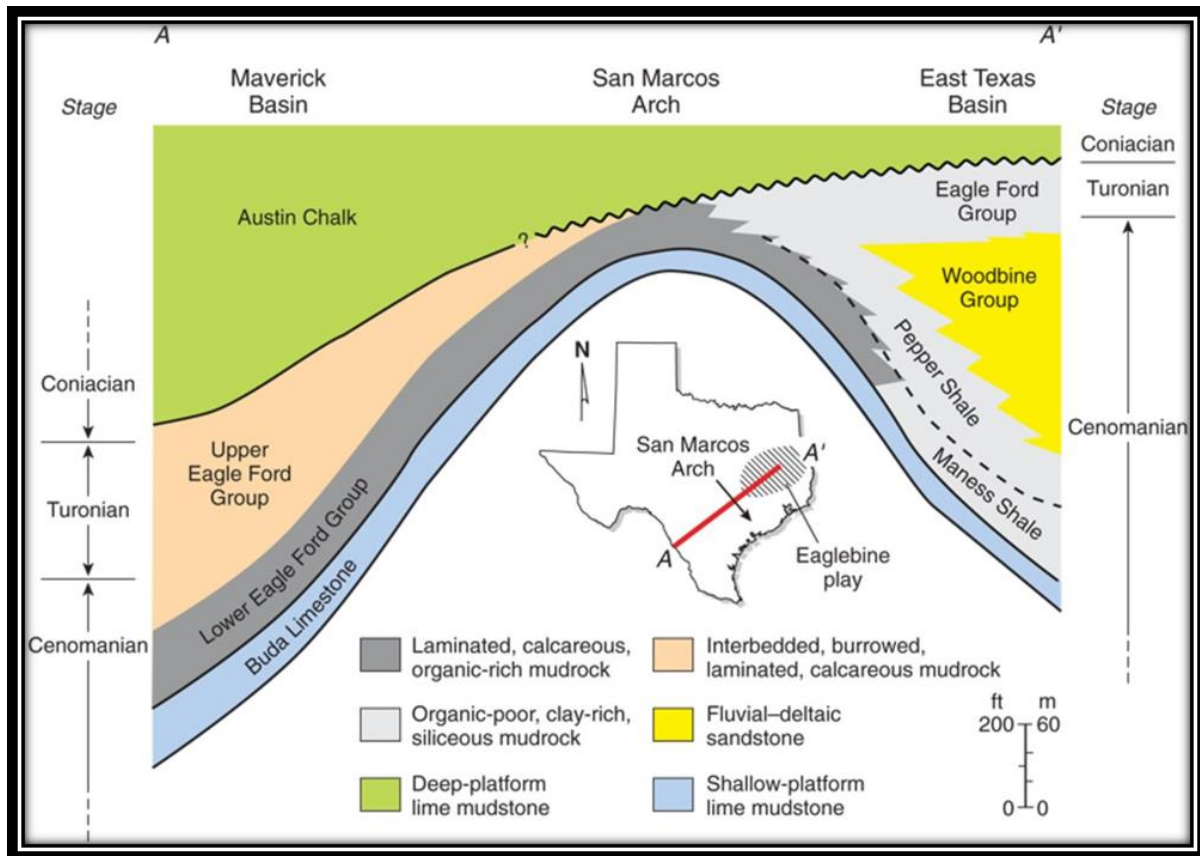 A
A'
Maverick
Basin
San Marcos
Arch
East Texas
Basin
Stage
Stage
Coniacian
Turonian
Cenomanian
Austin Chalk
?
Eagle Ford
Group
Woodbine
Group
Pepper Shale
Maness Shale
Coniacian
Turonian
Cenomanian
Upper
Eagle Ford
Group
Lower Eagle Ford Group
Buda Limestone
N
San Marcos
Arch
A'
A
Eaglebine
play
Laminated, calcareous,
organic-rich mudrock
Interbedded, burrowed,
laminated, calcareous mudrock
Organic-poor, clay-rich,
siliceous mudrock
Fluvial–deltaic
sandstone
Deep-platform
lime mudstone
Shallow-platform
lime mudstone
ft m
200 60
0 0